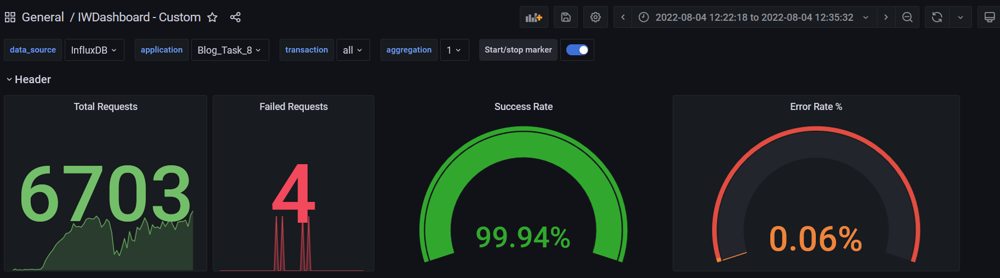 General / IWDashboard - Custom
2022-08-04 12:22:18 to 2022-08-04 12:35:32
data_source InfluxDB application Blog_Task_8 transaction all aggregation 1 Start/stop marker
Header
Total Requests Failed Requests Success Rate Error Rate %
6703 4 99.94% 0.06%